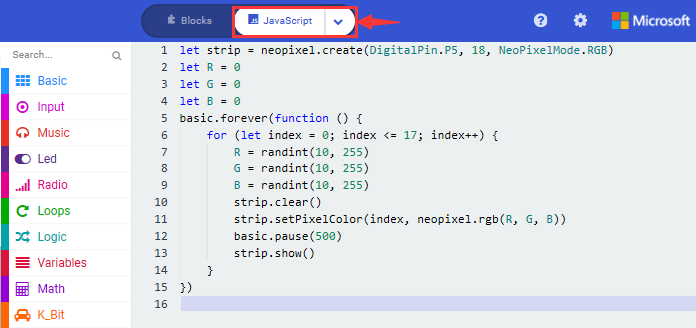 Blocks
JavaScript
Microsoft
Search...
Basic
Input
Music
Led
Radio
Loops
Logic
Variables
Math
K_Bit
1 let strip = neopixel.create(DigitalPin.P5, 18, NeoPixelMode.RGB)
2 let R = 0
3 let G = 0
4 let B = 0
5 basic.forever(function () {
6     for (let index = 0; index <= 17; index++) {
7         R = randint(10, 255)
8         G = randint(10, 255)
9         B = randint(10, 255)
10         strip.clear()
11         strip.setPixelColor(index, neopixel.rgb(R, G, B))
12         basic.pause(500)
13         strip.show()
14     }
15 })
16